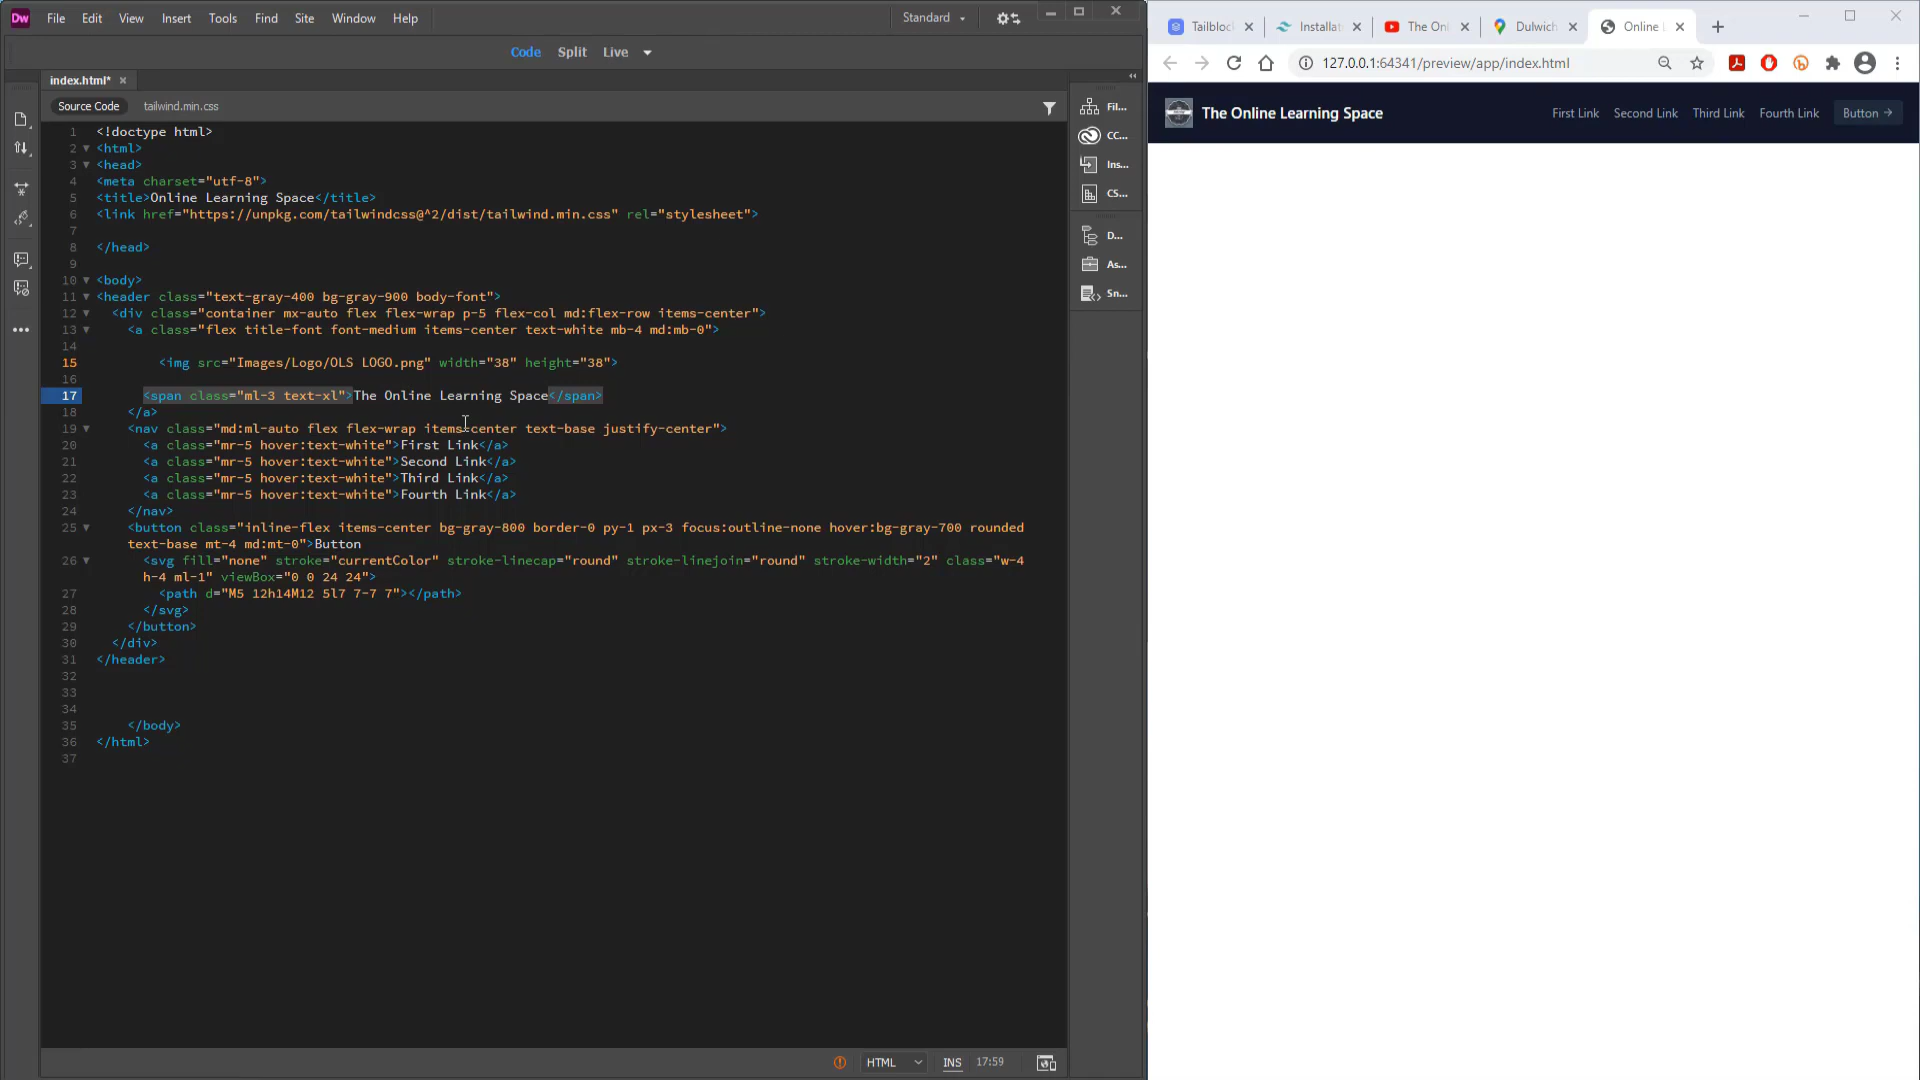 Dw File Edit View Insert Tools Find Site Window Help Standard
Code Split Live
index.html*
Source Code tailwind.min.css
1 <!doctype html>
2 <html>
3 <head>
4 <meta charset="utf-8">
5 <title>Online Learning Space</title>
6 <link href="https://unpkg.com/tailwindcss@^2/dist/tailwind.min.css" rel="stylesheet">
7
8 </head>
9
10 <body>
11 <header class="text-gray-400 bg-gray-900 body-font">
12 <div class="container mx-auto flex flex-wrap p-5 flex-col md:flex-row items-center">
13 <a class="flex title-font font-medium items-center text-white mb-4 md:mb-0">
14
15 <img src="Images/Logo/OLS LOGO.png" width="38" height="38">
16
17 <span class="ml-3 text-xl">The Online Learning Space</span>
18 </a>
19 <nav class="md:ml-auto flex flex-wrap items-center text-base justify-center">
20 <a class="mr-5 hover:text-white">First Link</a>
21 <a class="mr-5 hover:text-white">Second Link</a>
22 <a class="mr-5 hover:text-white">Third Link</a>
23 <a class="mr-5 hover:text-white">Fourth Link</a>
24 </nav>
25 <button class="inline-flex items-center bg-gray-800 border-0 py-1 px-3 focus:outline-none hover:bg-gray-700 rounded
text-base mt-4 md:mt-0">Button
26 <svg fill="none" stroke="currentColor" stroke-linecap="round" stroke-linejoin="round" stroke-width="2" class="w-4
h-4 ml-1" viewBox="0 0 24 24">
27 <path d="M5 12h14M12 5l7 7-7 7"></path>
28 </svg>
29 </button>
30 </div>
31 </header>
32
33
34
35 </body>
36 </html>
37
HTML INS 17:59
Fil...
CC...
Ins...
CS...
D...
As...
Sn...
Tailbloc Installat The Onl Dulwich Online L
127.0.0.1:64341/preview/app/index.html
The Online Learning Space First Link Second Link Third Link Fourth Link Button →